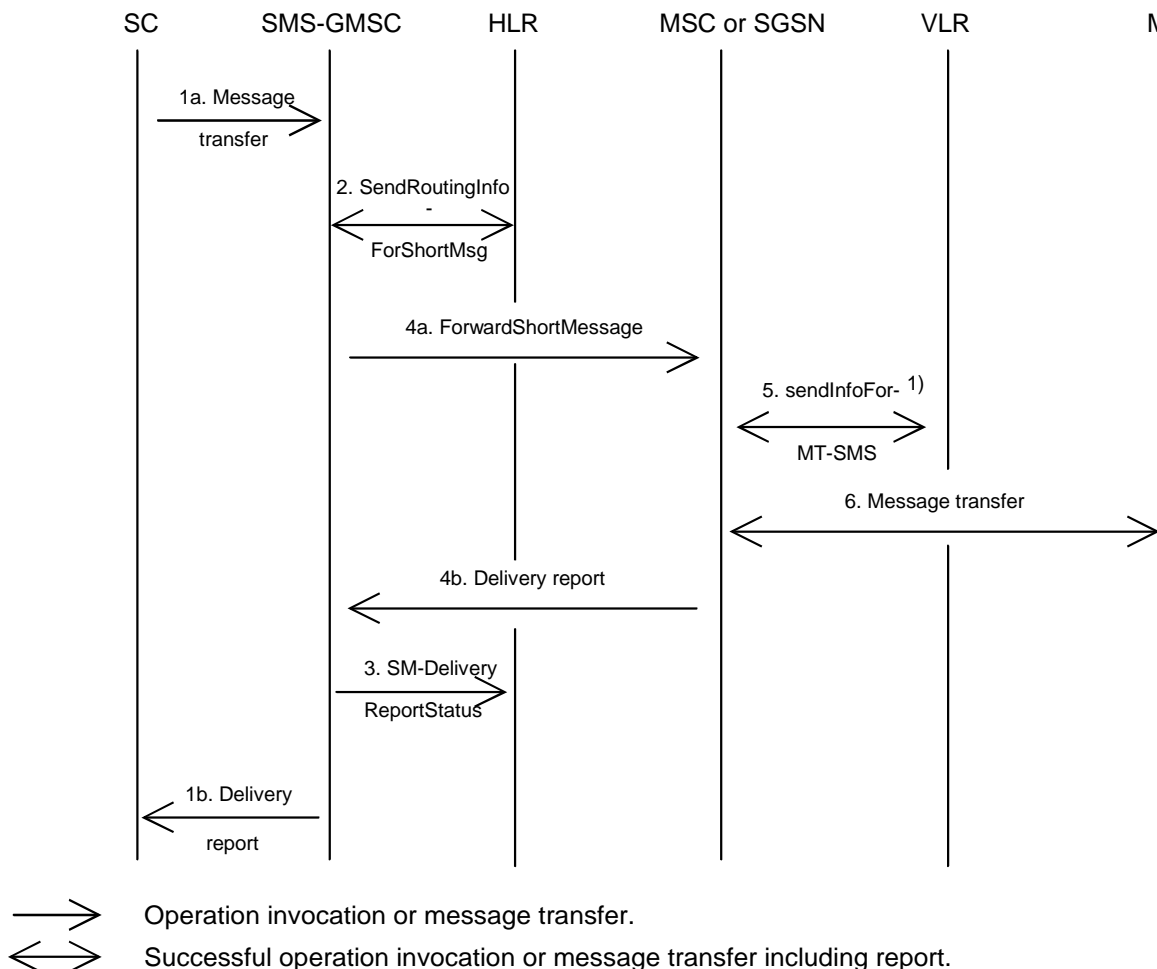 SC SMS-GMSC HLR MSC or SGSN VLR M
1a. Message
transfer
2. SendRoutingInfo
-
ForShortMsg
4a. ForwardShortMessage
5. sendInfoFor- 1)
MT-SMS
6. Message transfer
4b. Delivery report
3. SM-Delivery
ReportStatus
1b. Delivery
report
Operation invocation or message transfer.
Successful operation invocation or message transfer including report.